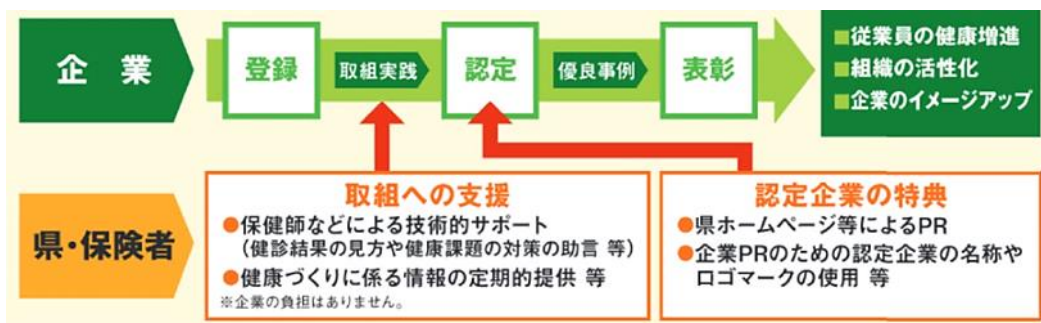 企業
登録
取組実践
認定
優良事例
表彰
■従業員の健康増進
■組織の活性化
■企業のイメージアップ
県・保険者
取組への支援
●保健師などによる技術的サポート
（健診結果の見方や健康課題の対策の助言 等）
●健康づくりに係る情報の定期的提供 等
※企業の負担はありません。
認定企業の特典
●県ホームページ等によるPR
●企業PRのための認定企業の名称や
ロゴマークの使用 等